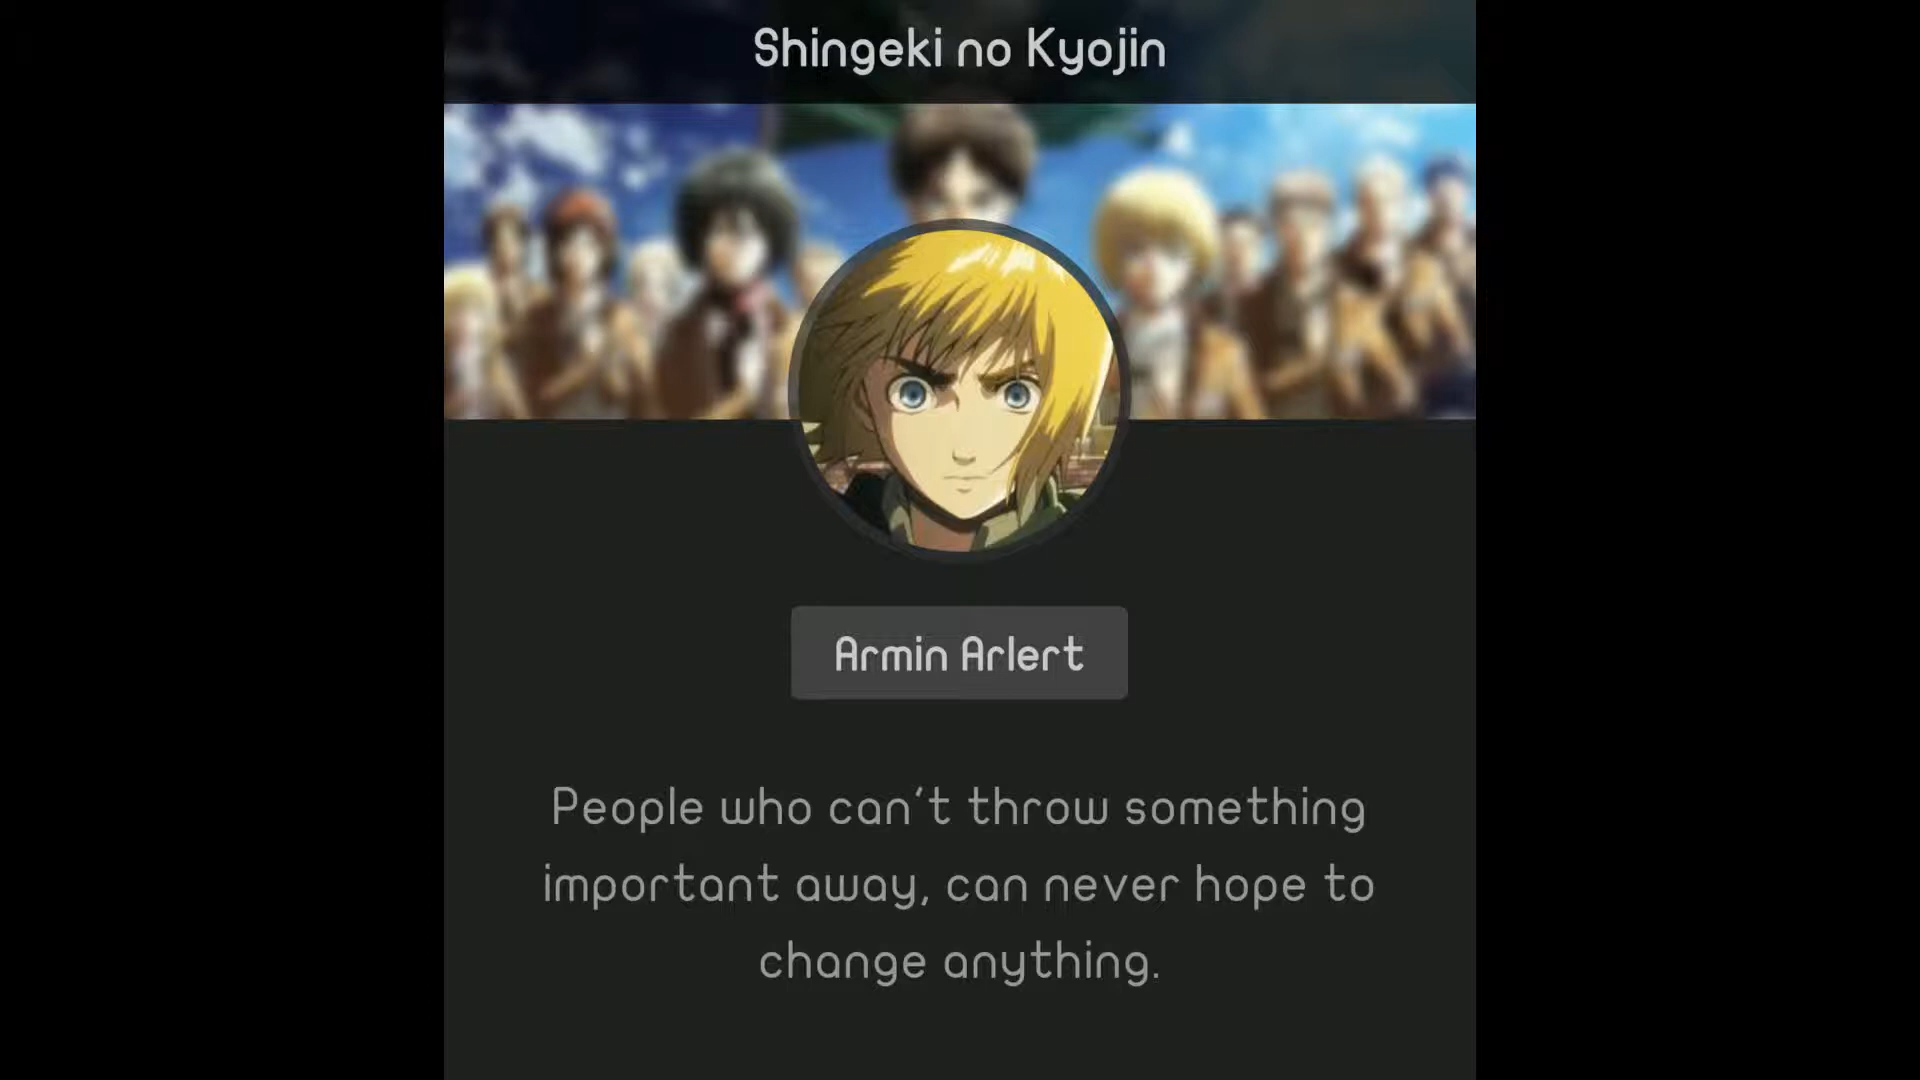 Shingeki no Kyojin
Armin Arlert
People who can't throw something
important away, can never hope to
change anything.